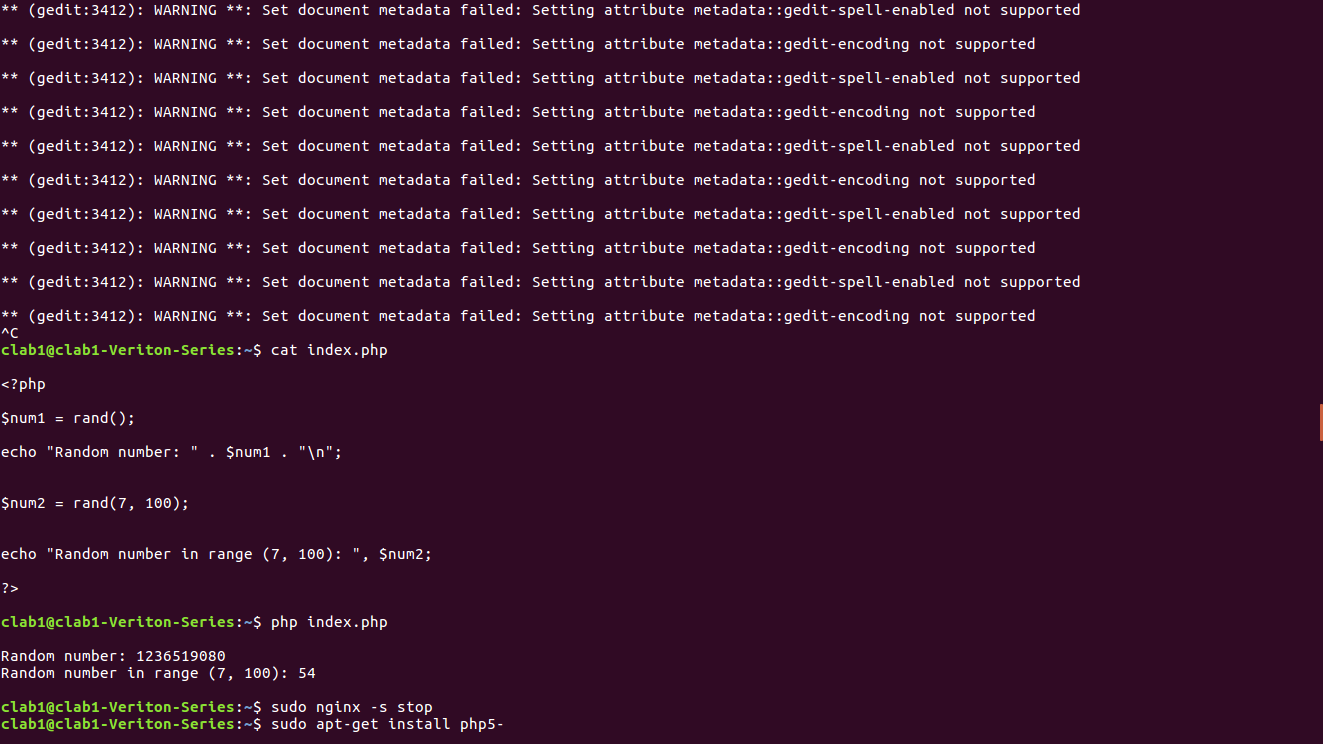 ** (gedit:3412): WARNING **: Set document metadata failed: Setting attribute metadata::gedit-spell-enabled not supported
** (gedit:3412): WARNING **: Set document metadata failed: Setting attribute metadata::gedit-encoding not supported
** (gedit:3412): WARNING **: Set document metadata failed: Setting attribute metadata::gedit-spell-enabled not supported
** (gedit:3412): WARNING **: Set document metadata failed: Setting attribute metadata::gedit-encoding not supported
** (gedit:3412): WARNING **: Set document metadata failed: Setting attribute metadata::gedit-spell-enabled not supported
** (gedit:3412): WARNING **: Set document metadata failed: Setting attribute metadata::gedit-encoding not supported
** (gedit:3412): WARNING **: Set document metadata failed: Setting attribute metadata::gedit-spell-enabled not supported
** (gedit:3412): WARNING **: Set document metadata failed: Setting attribute metadata::gedit-encoding not supported
** (gedit:3412): WARNING **: Set document metadata failed: Setting attribute metadata::gedit-spell-enabled not supported
** (gedit:3412): WARNING **: Set document metadata failed: Setting attribute metadata::gedit-encoding not supported
^C
clab1@clab1-Veriton-Series:~$ cat index.php
<?php
$num1 = rand();
echo "Random number: " . $num1 . "\n";
$num2 = rand(7, 100);
echo "Random number in range (7, 100): ", $num2;
?>
clab1@clab1-Veriton-Series:~$ php index.php
Random number: 1236519080
Random number in range (7, 100): 54
clab1@clab1-Veriton-Series:~$ sudo nginx -s stop
clab1@clab1-Veriton-Series:~$ sudo apt-get install php5-